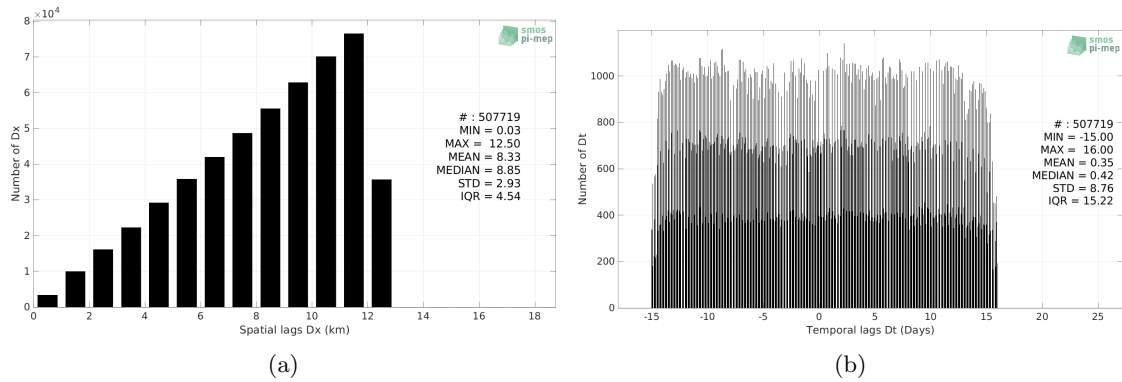 ×10⁴
8
7
6
5
4
3
2
1
0
Number of Dx
0 2 4 6 8 10 12 14 16 18
Spatial lags Dx (km)
smos
pi-mep
# : 507719
MIN = 0.03
MAX = 12.50
MEAN = 8.33
MEDIAN = 8.85
STD = 2.93
IQR = 4.54
(a)
1000
800
600
400
200
0
Number of Dt
-15 -10 -5 0 5 10 15 20 25
Temporal lags Dt (Days)
smos
pi-mep
# : 507719
MIN = -15.00
MAX = 16.00
MEAN = 0.35
MEDIAN = 0.42
STD = 8.76
IQR = 15.22
(b)